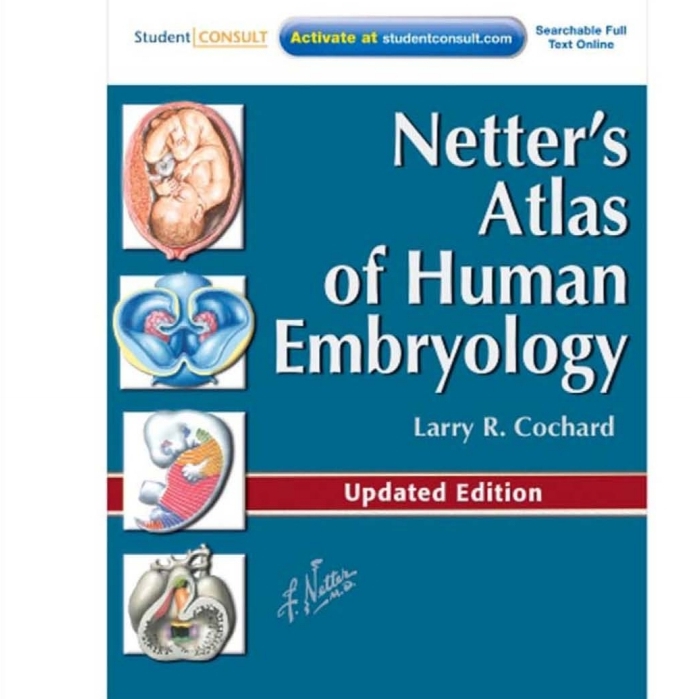 Student CONSULT
Activate at studentconsult.com
Searchable Full
Text Online
Netter's
Atlas
of Human
Embryology
Larry R. Cochard
Updated Edition
F. Netter
M.D.